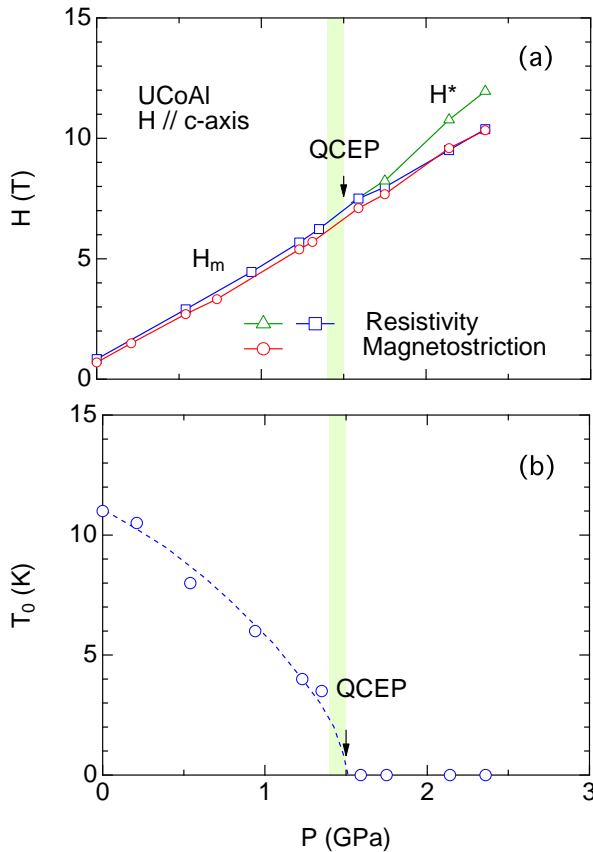 15
(a)
UCoAl
H*
H // c-axis
10
QCEP
H (T)
5
Hₘ
Resistivity
Magnetostriction
0
15
(b)
10
T₀ (K)
5
QCEP
0
0 1 2 3
P (GPa)